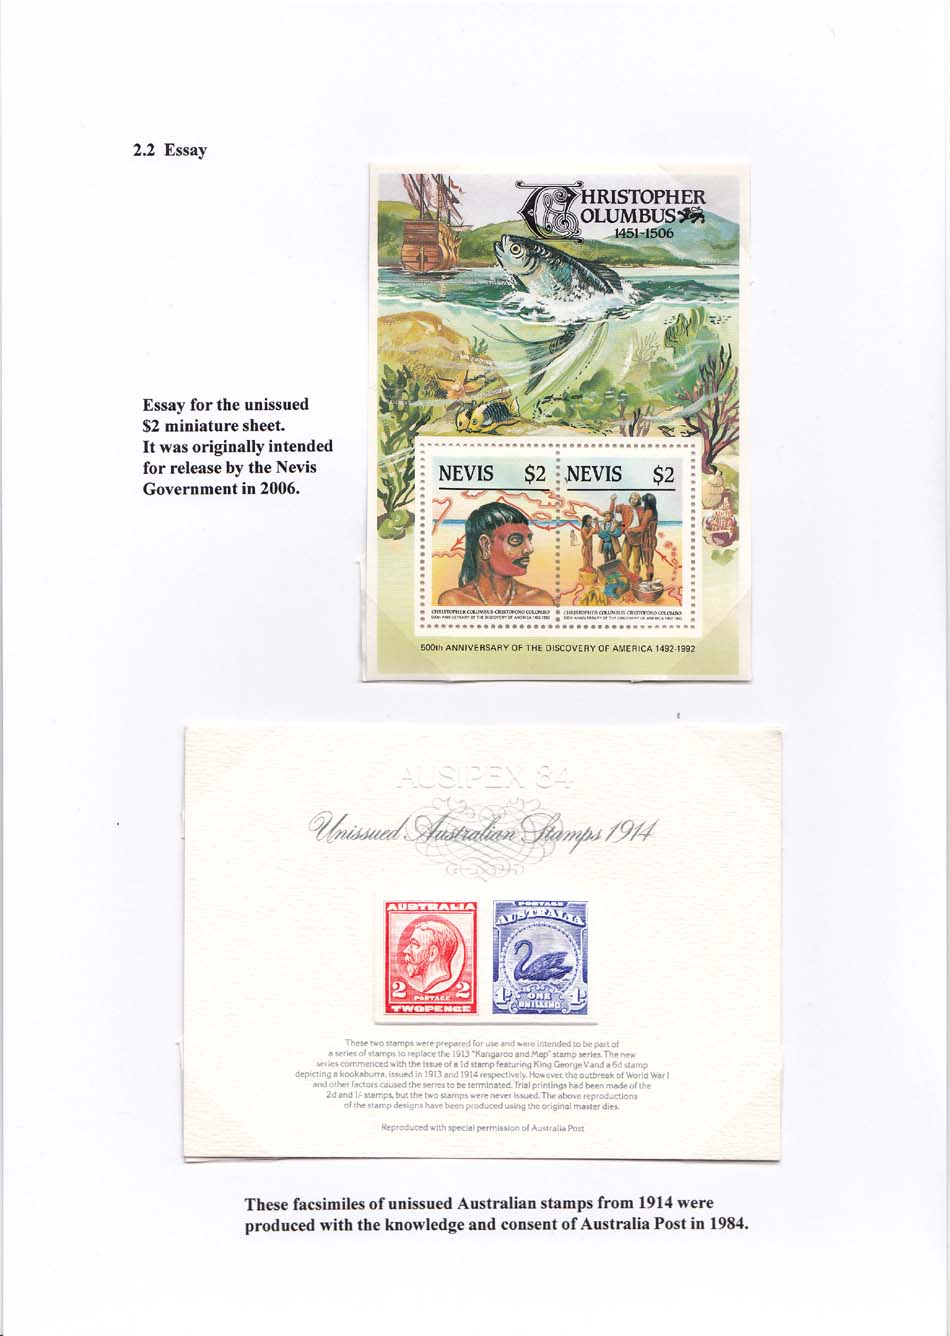 2.2 Essay
CHRISTOPHER
COLUMBUS
1451-1506
Essay for the unissued
$2 miniature sheet.
It was originally intended
for release by the Nevis
Government in 2006.
NEVIS $2
NEVIS $2
CHRISTOPHER COLUMBUS-CRISTOFORO COLOMBO
500th ANNIVERSARY OF THE DISCOVERY OF AMERICA 1492-1992
CHRISTOPHER COLUMBUS-CRISTOFORO COLOMBO
500th ANNIVERSARY OF THE DISCOVERY OF AMERICA 1492-1992
500th ANNIVERSARY OF THE DISCOVERY OF AMERICA 1492-1992
AUSIPEX 84
Unissued Australian Stamps 1914
AUSTRALIA
2 2
POSTAGE
TWOPENCE
POSTAGE
AUSTRALIA
ONE
SHILLING
These two stamps were prepared for use and were intended to be part of
a series of stamps to replace the 1913 "Kangaroo and Map" stamp series. The new
series commenced with the issue of a 1d stamp featuring King George V and a 6d stamp
depicting a kookaburra, issued in 1913 and 1914 respectively. However, the outbreak of World War I
and other factors caused the series to be terminated. Trial printings had been made of the
2d and 1/- stamps, but the two stamps were never issued. The above reproductions
of the stamp designs have been produced using the original master dies.
Reproduced with special permission of Australia Post
These facsimiles of unissued Australian stamps from 1914 were
produced with the knowledge and consent of Australia Post in 1984.